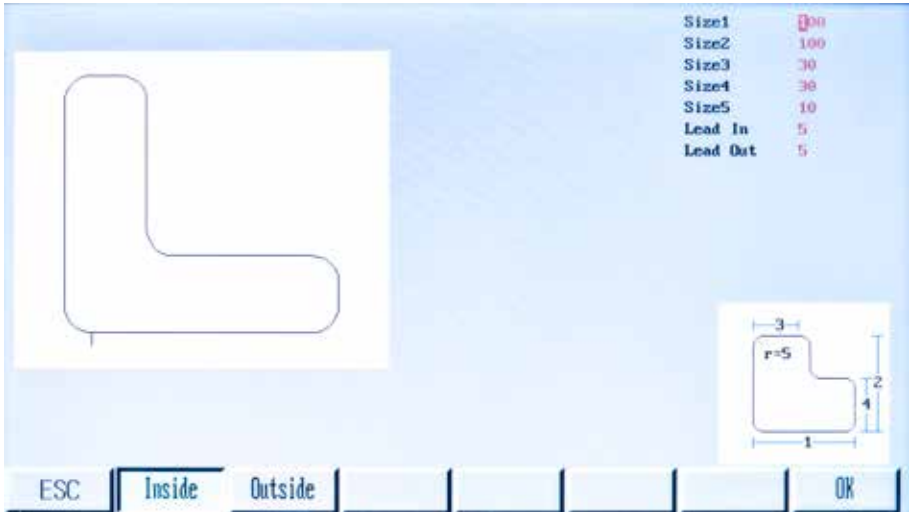 Size1 100
Size2 100
Size3 30
Size4 30
Size5 10
Lead In 5
Lead Out 5
3
r=5
2
4
1
ESC Inside Outside OK